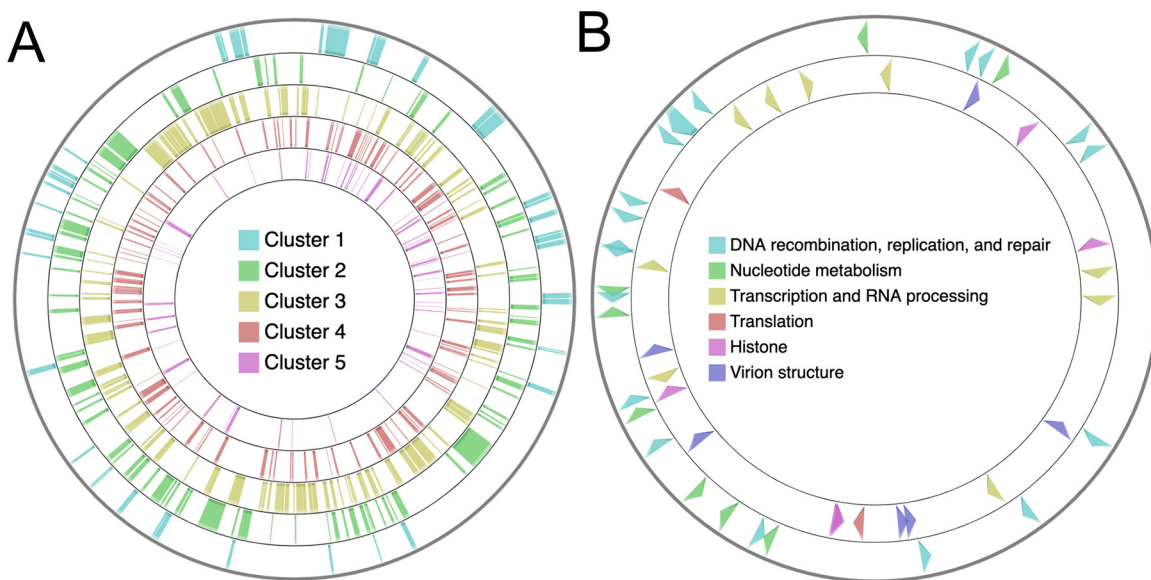 A
B
Cluster 1
Cluster 2
Cluster 3
Cluster 4
Cluster 5
DNA recombination, replication, and repair
Nucleotide metabolism
Transcription and RNA processing
Translation
Histone
Virion structure